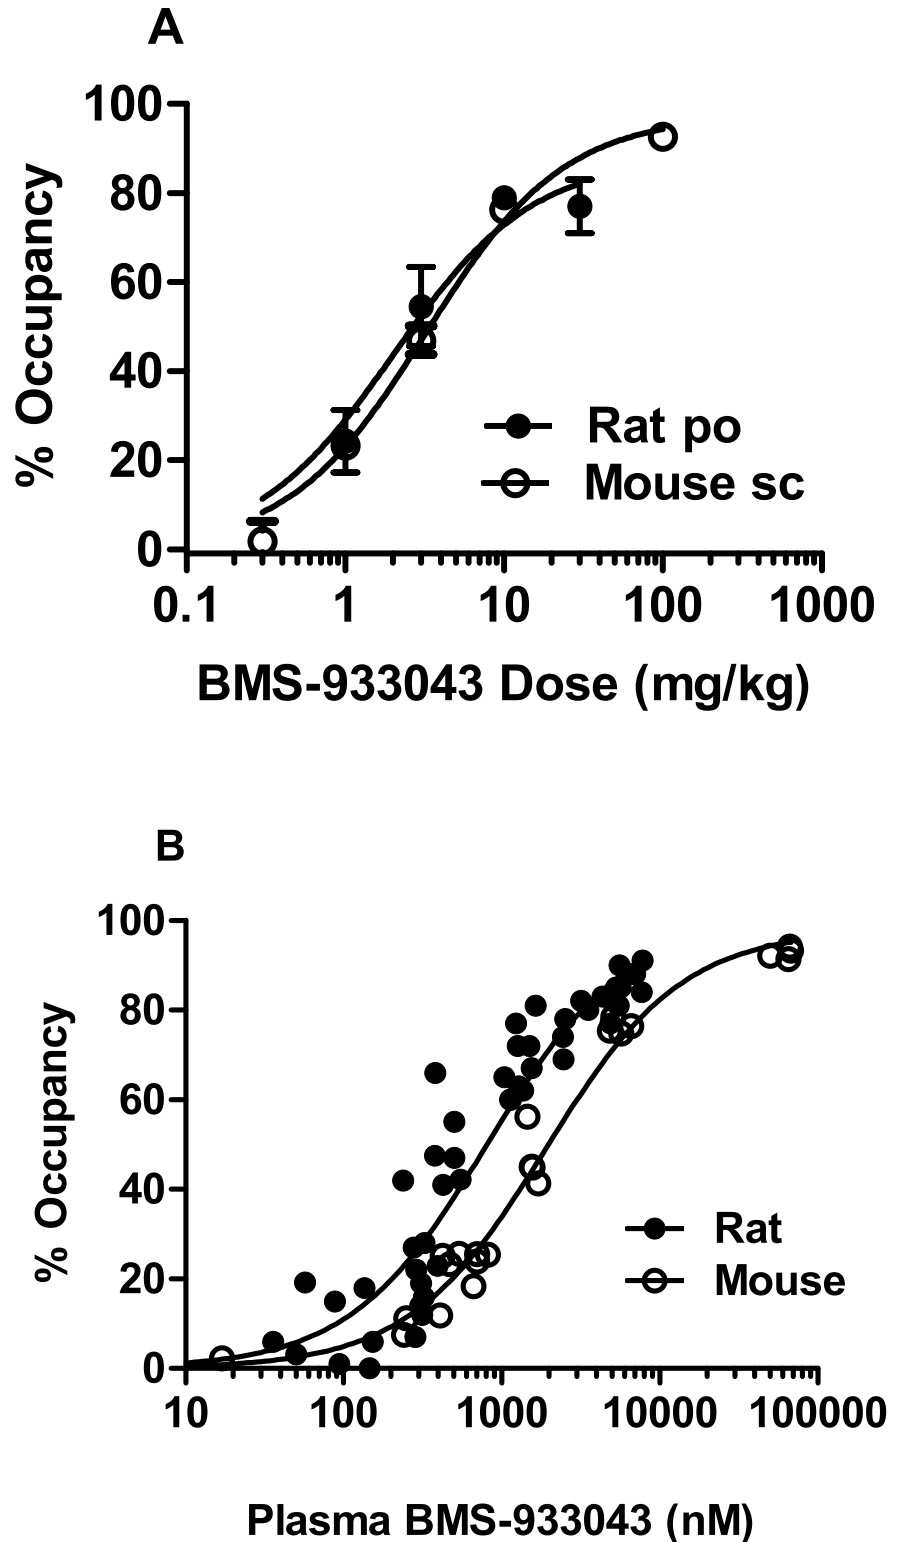 A
100
80
60
40
20
0
% Occupancy
Rat po
Mouse sc
0.1 1 10 100 1000
BMS-933043 Dose (mg/kg)
B
100
80
60
40
20
0
% Occupancy
Rat
Mouse
10 100 1000 10000 100000
Plasma BMS-933043 (nM)